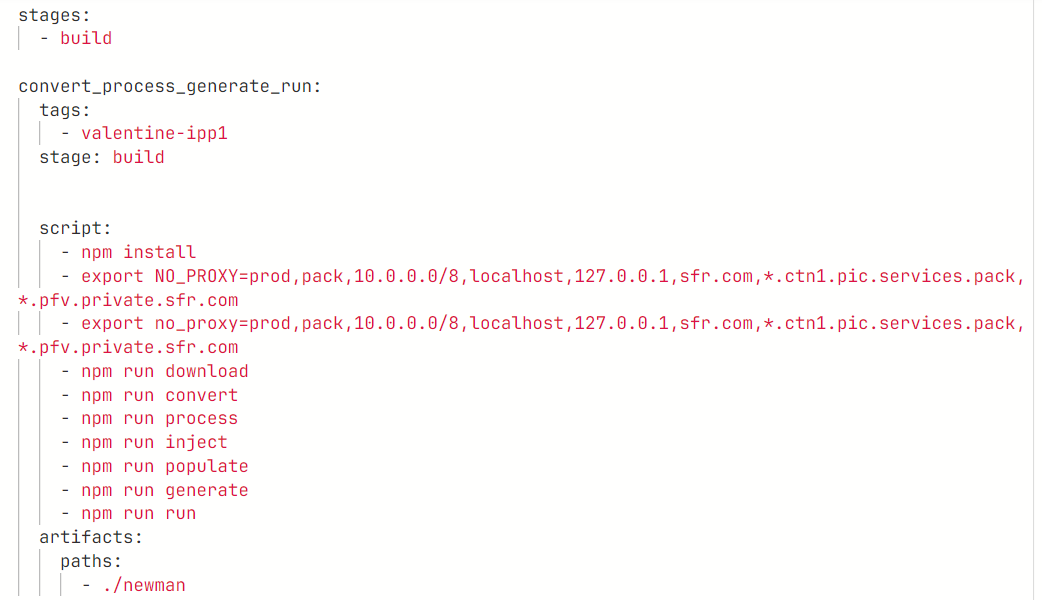 stages:
- build
convert_process_generate_run:
tags:
- valentine-ipp1
stage: build
script:
- npm install
- export NO_PROXY=prod,pack,10.0.0.0/8,localhost,127.0.0.1,sfr.com,*.ctn1.pic.services.pack,
*.pfv.private.sfr.com
- export no_proxy=prod,pack,10.0.0.0/8,localhost,127.0.0.1,sfr.com,*.ctn1.pic.services.pack,
*.pfv.private.sfr.com
- npm run download
- npm run convert
- npm run process
- npm run inject
- npm run populate
- npm run generate
- npm run run
artifacts:
paths:
- ./newman